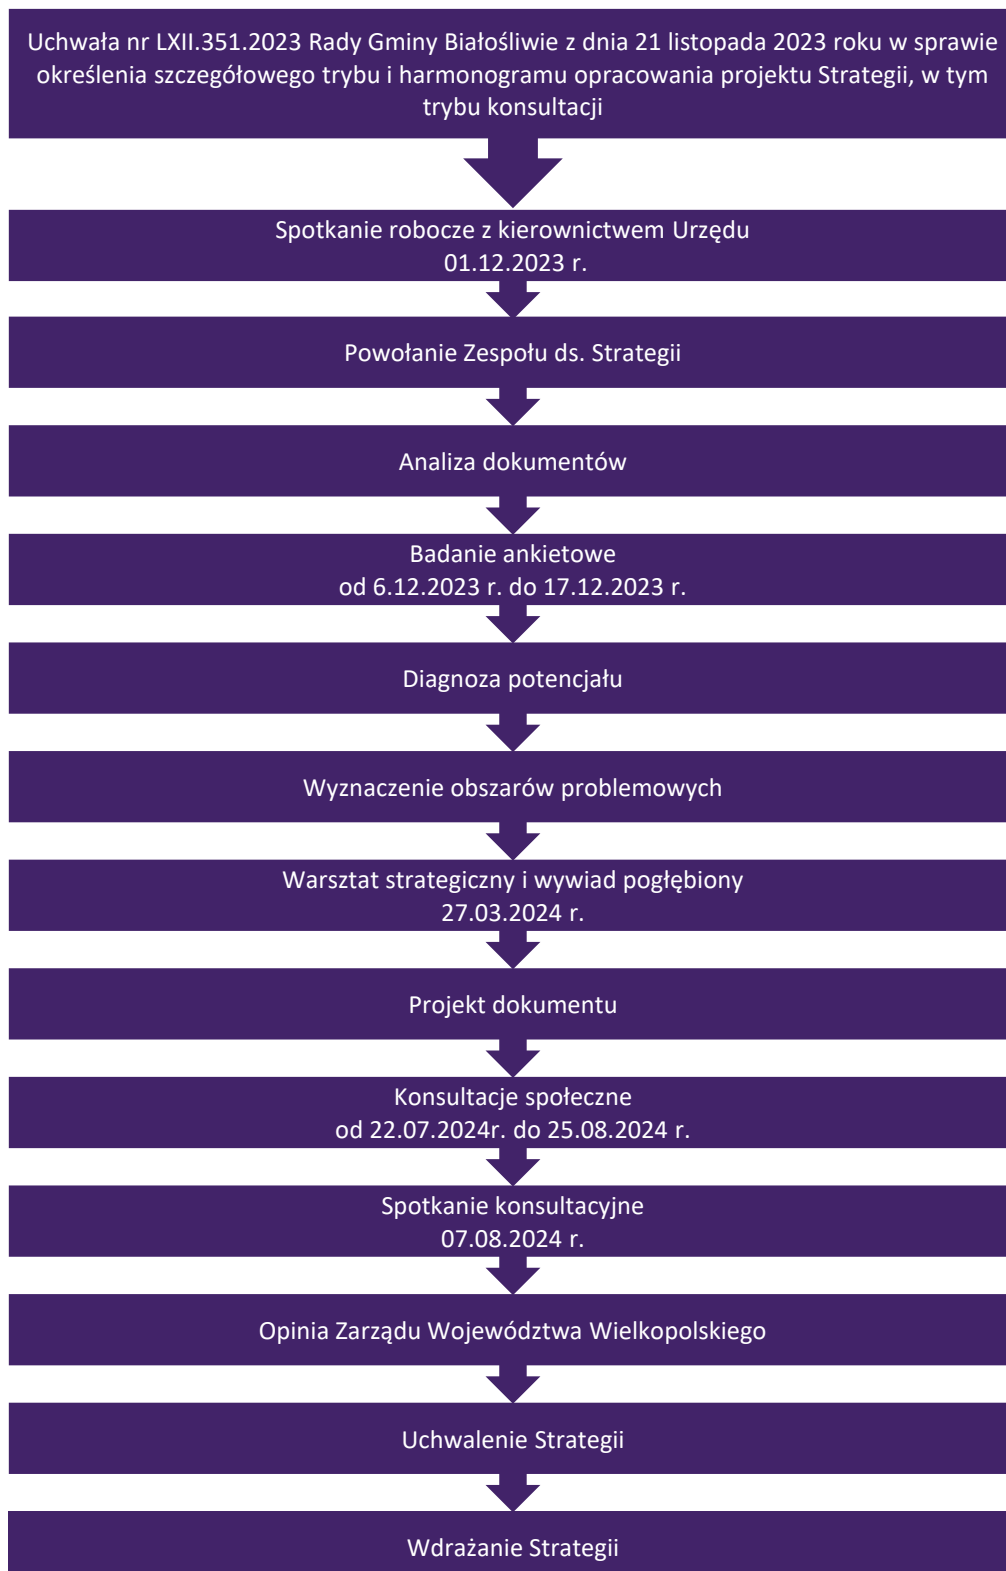 Uchwała nr LXII.351.2023 Rady Gminy Białośliwie z dnia 21 listopada 2023 roku w sprawie
określenia szczegółowego trybu i harmonogramu opracowania projektu Strategii, w tym
trybu konsultacji
Spotkanie robocze z kierownictwem Urzędu
01.12.2023 r.
Powołanie Zespołu ds. Strategii
Analiza dokumentów
Badanie ankietowe
od 6.12.2023 r. do 17.12.2023 r.
Diagnoza potencjału
Wyznaczenie obszarów problemowych
Warsztat strategiczny i wywiad pogłębiony
27.03.2024 r.
Projekt dokumentu
Konsultacje społeczne
od 22.07.2024r. do 25.08.2024 r.
Spotkanie konsultacyjne
07.08.2024 r.
Opinia Zarządu Województwa Wielkopolskiego
Uchwalenie Strategii
Wdrażanie Strategii